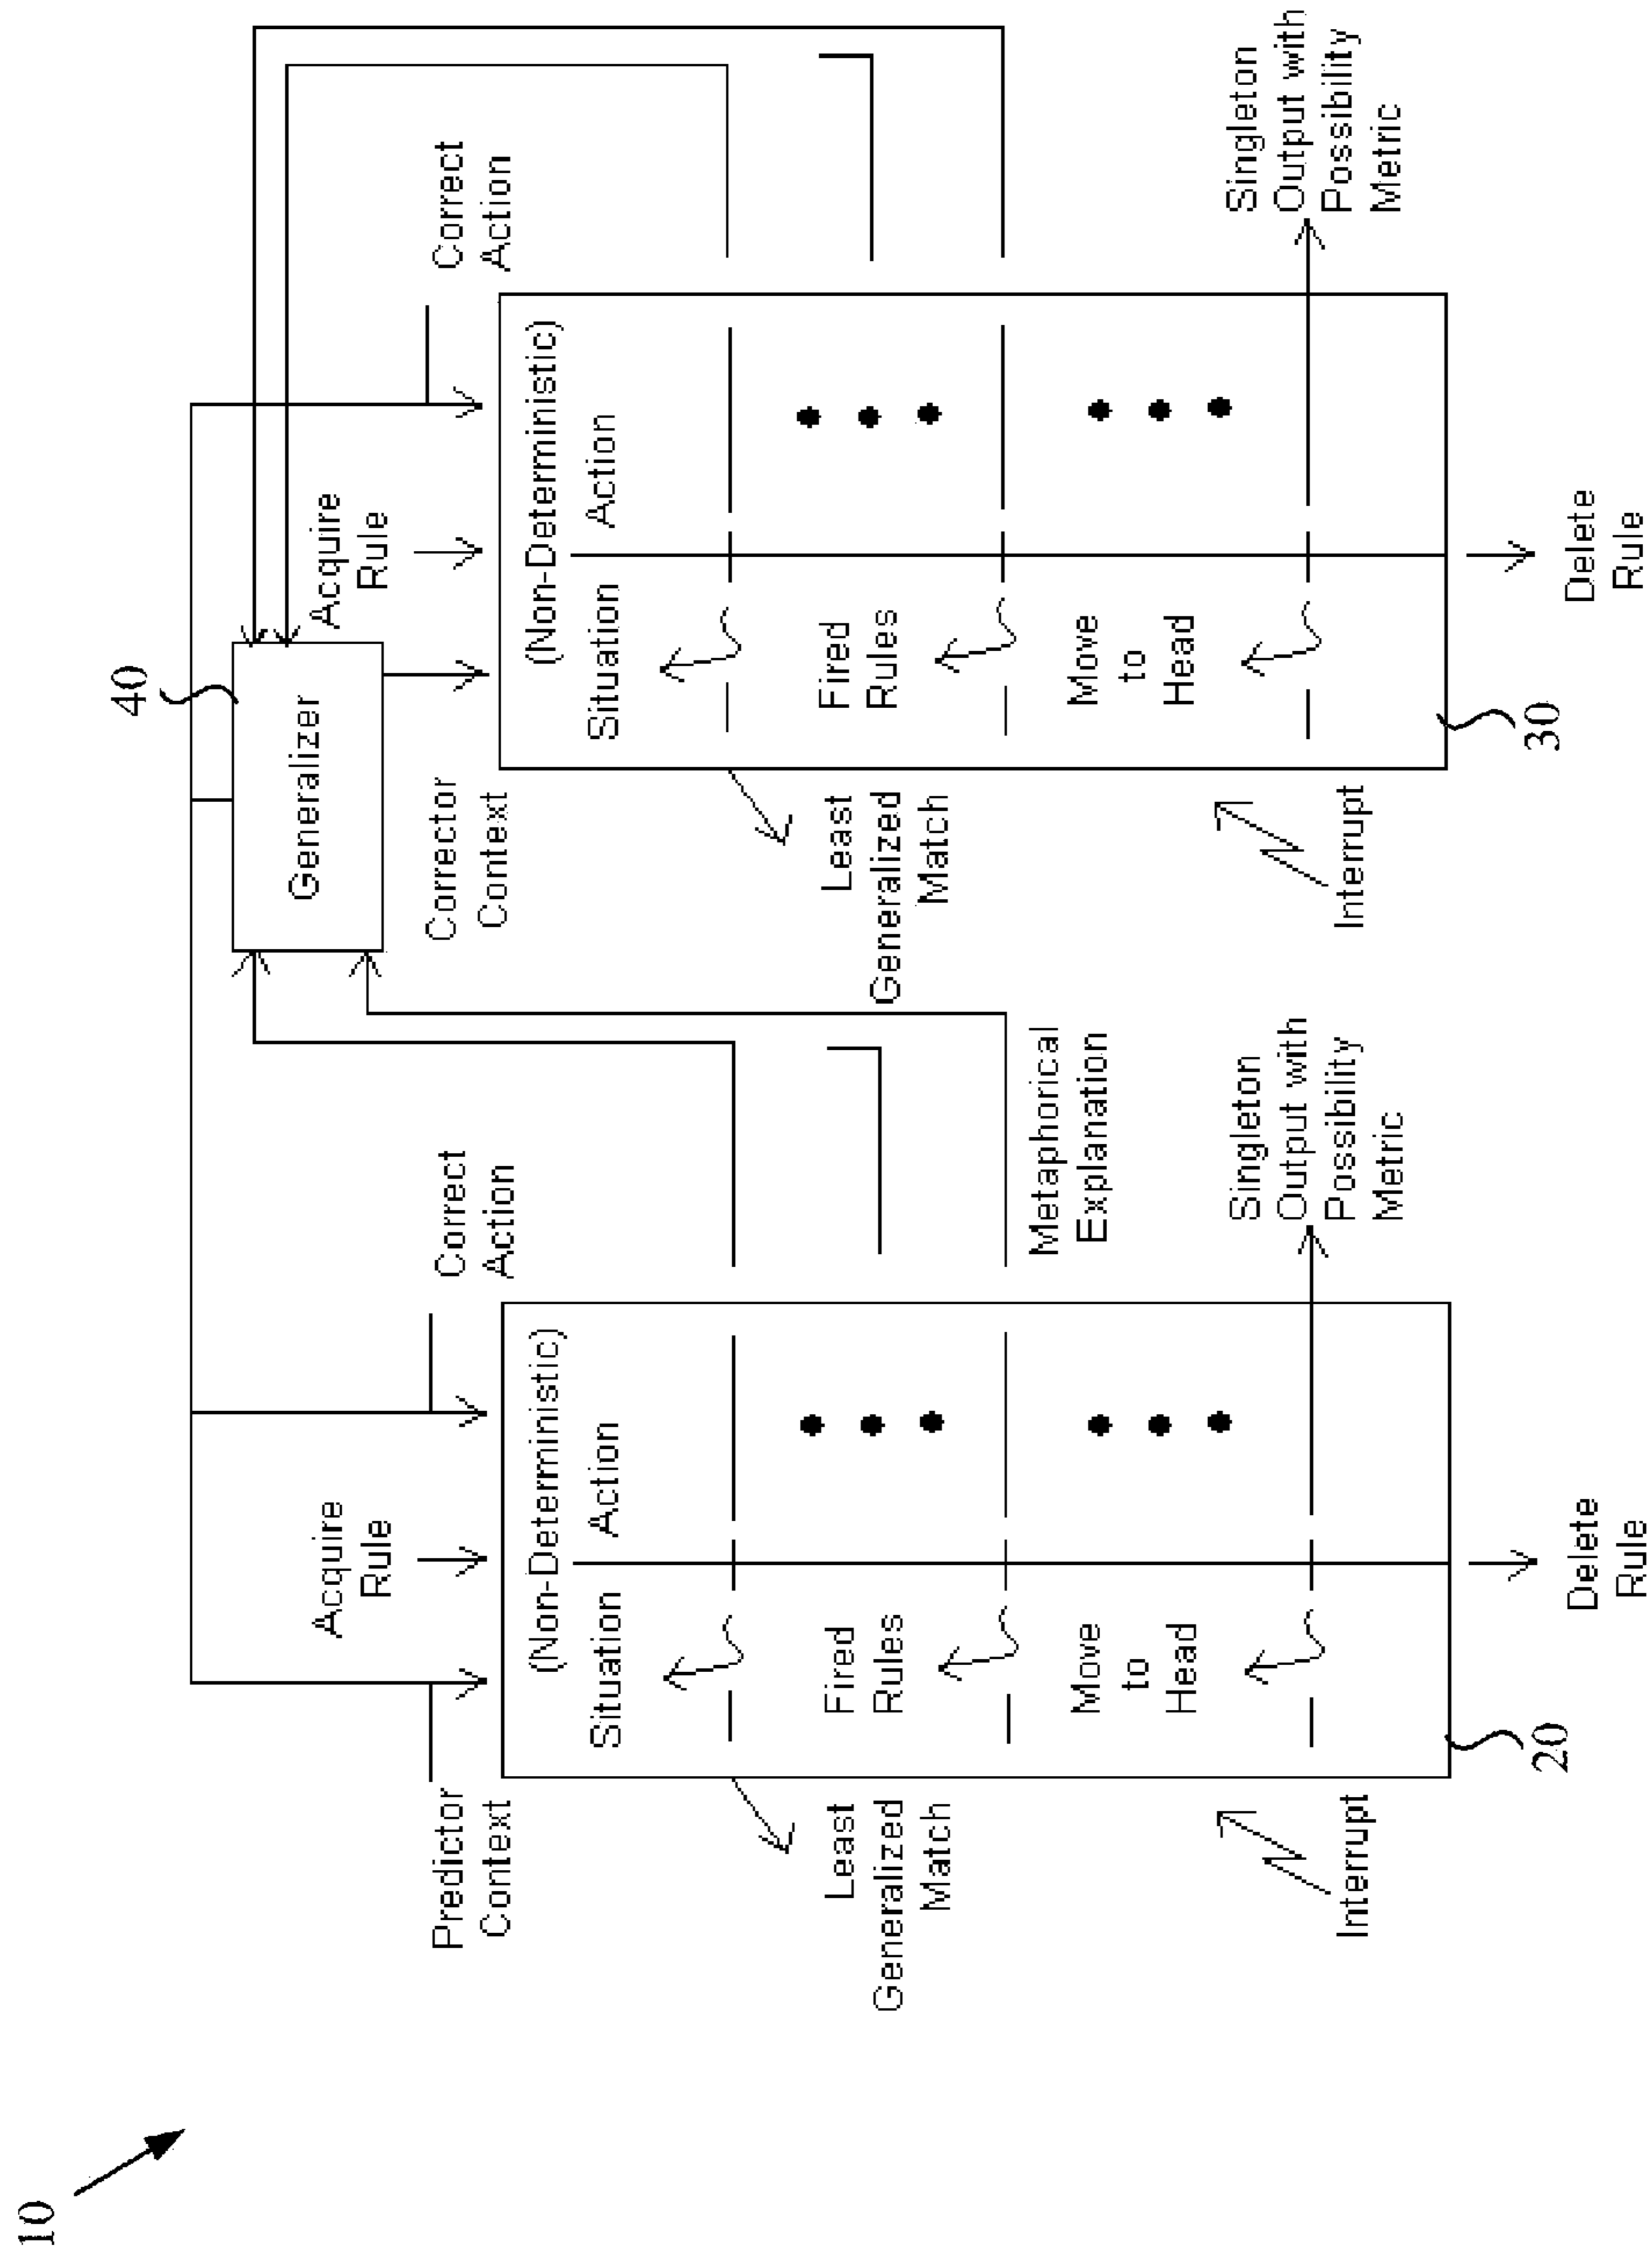 10
40
Generalizer
Predictor
Context
Acquire
Rule
Correct
Action
Corrector
Context
Acquire
Rule
Correct
Action
(Non-Deterministic)
Situation
Action
Fired
Rules
Move
to
Head
20
Least
Generalized
Match
Interrupt
Metaphorical
Explanation
Singleton
Output with
Possibility
Metric
Delete
Rule
(Non-Deterministic)
Situation
Action
Fired
Rules
Move
to
Head
30
Least
Generalized
Match
Interrupt
Singleton
Output with
Possibility
Metric
Delete
Rule